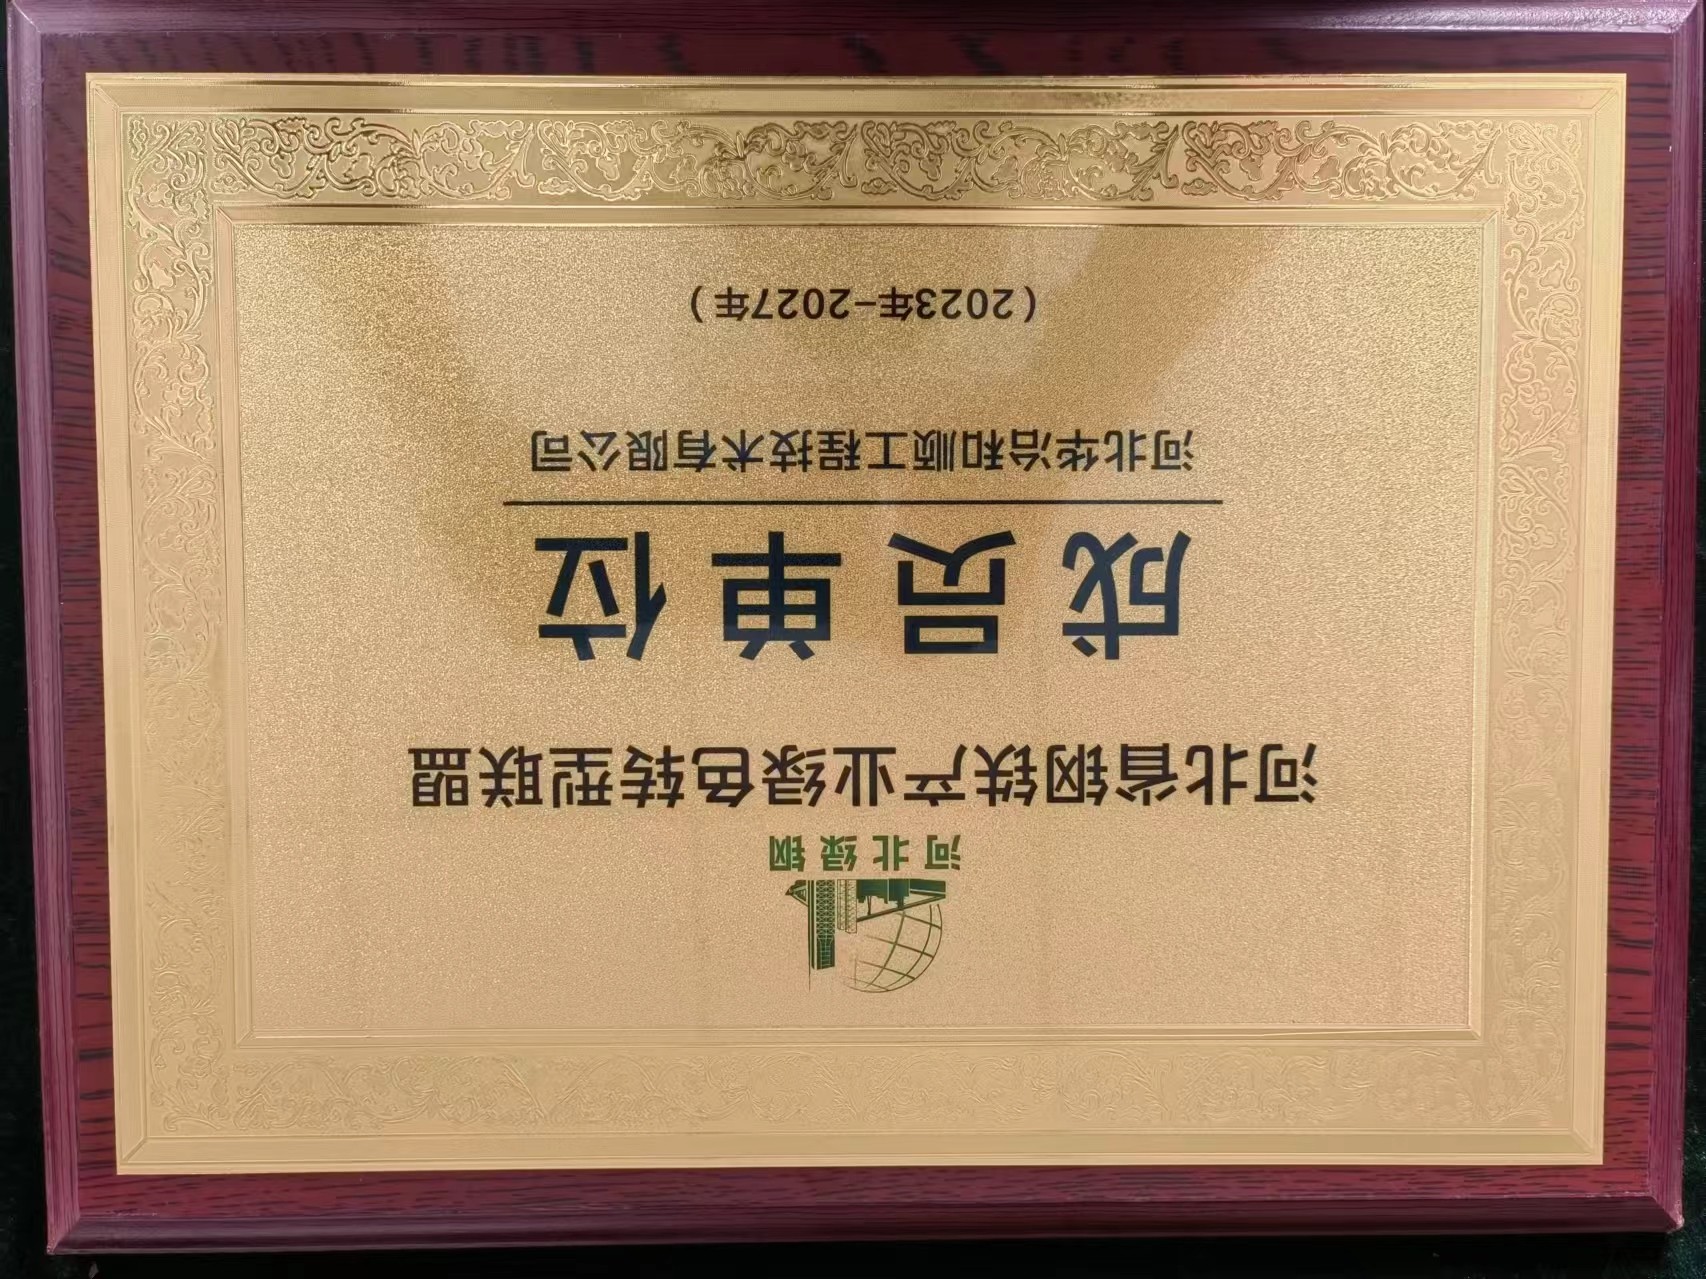 河北绿钢
河北省钢铁产业绿色转型联盟
成员单位
河北华冶和顺工程技术有限公司
（2023年-2027年）